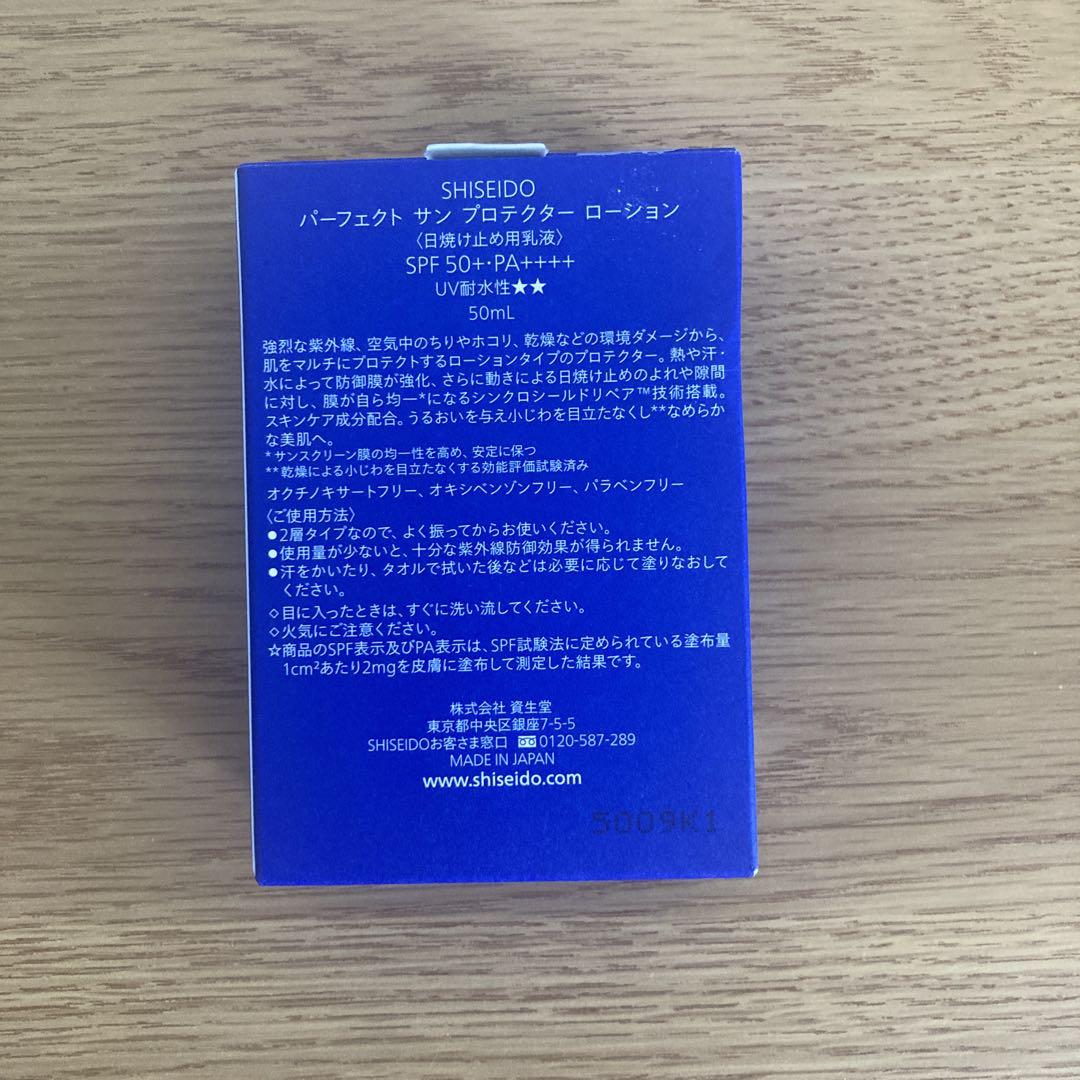 SHISEIDO
パーフェクト サン プロテクター ローション
〈日焼け止め用乳液〉
SPF 50+・PA++++
UV耐水性★★
50mL
強烈な紫外線、空気中のちりやホコリ、乾燥などの環境ダメージから、
肌をマルチにプロテクトするローションタイプのプロテクター。熱や汗・
水によって防御膜が強化、さらに動きによる日焼け止めのよれや隙間
に対し、膜が自ら均一*になるシンクロシールドリペア™技術搭載。
スキンケア成分配合。うるおいを与え小じわを目立たなくし**なめらか
な美肌へ。
*サンスクリーン膜の均一性を高め、安定に保つ
**乾燥による小じわを目立たなくする効能評価試験済み
オクチノキサートフリー、オキシベンゾンフリー、パラベンフリー
〈ご使用方法〉
●2層タイプなので、よく振ってからお使いください。
●使用量が少ないと、十分な紫外線防御効果が得られません。
●汗をかいたり、タオルで拭いた後などは必要に応じて塗りなおして
ください。
◇目に入ったときは、すぐに洗い流してください。
◇火気にご注意ください。
☆商品のSPF表示及びPA表示は、SPF試験法に定められている塗布量
1cm²あたり2mgを皮膚に塗布して測定した結果です。
株式会社 資生堂
東京都中央区銀座7-5-5
SHISEIDOお客さま窓口 0120-587-289
MADE IN JAPAN
www.shiseido.com
5009K1